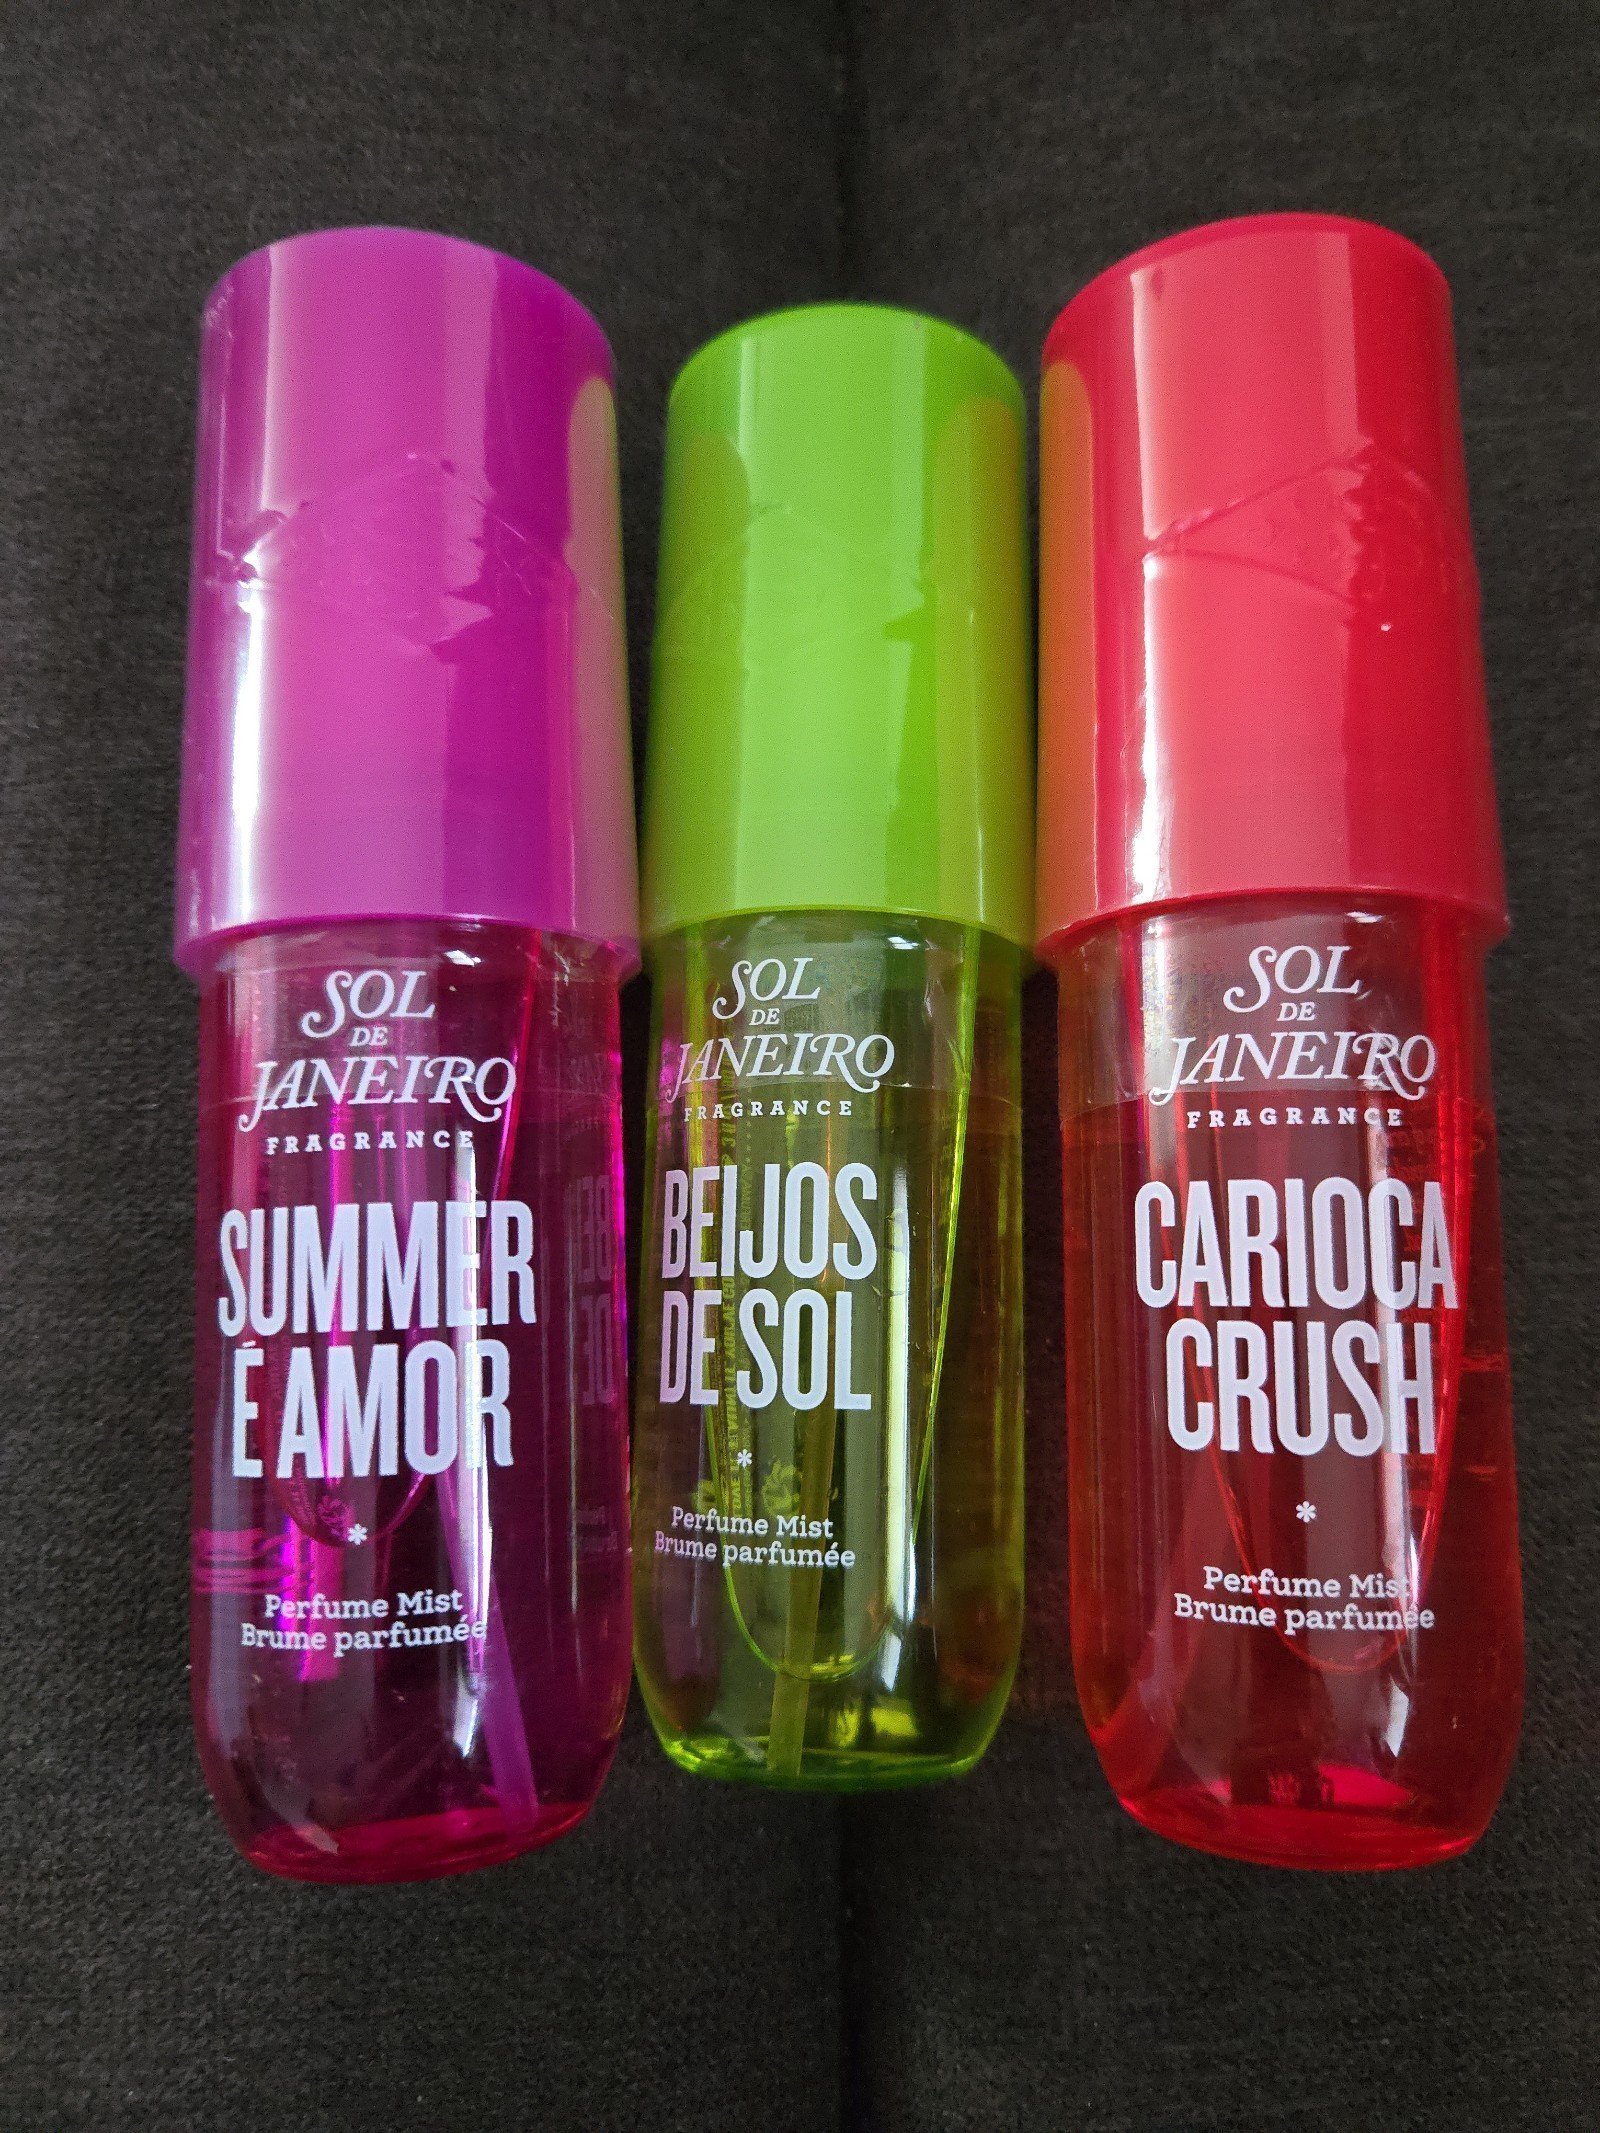 SOL
DE
JANEIRO
FRAGRANCE
SUMMER
É AMOR
*
Perfume Mist
Brume parfumée
SOL
DE
JANEIRO
FRAGRANCE
BEIJOS
DE SOL
*
Perfume Mist
Brume parfumée
SOL
DE
JANEIRO
FRAGRANCE
CARIOCA
CRUSH
*
Perfume Mist
Brume parfumée